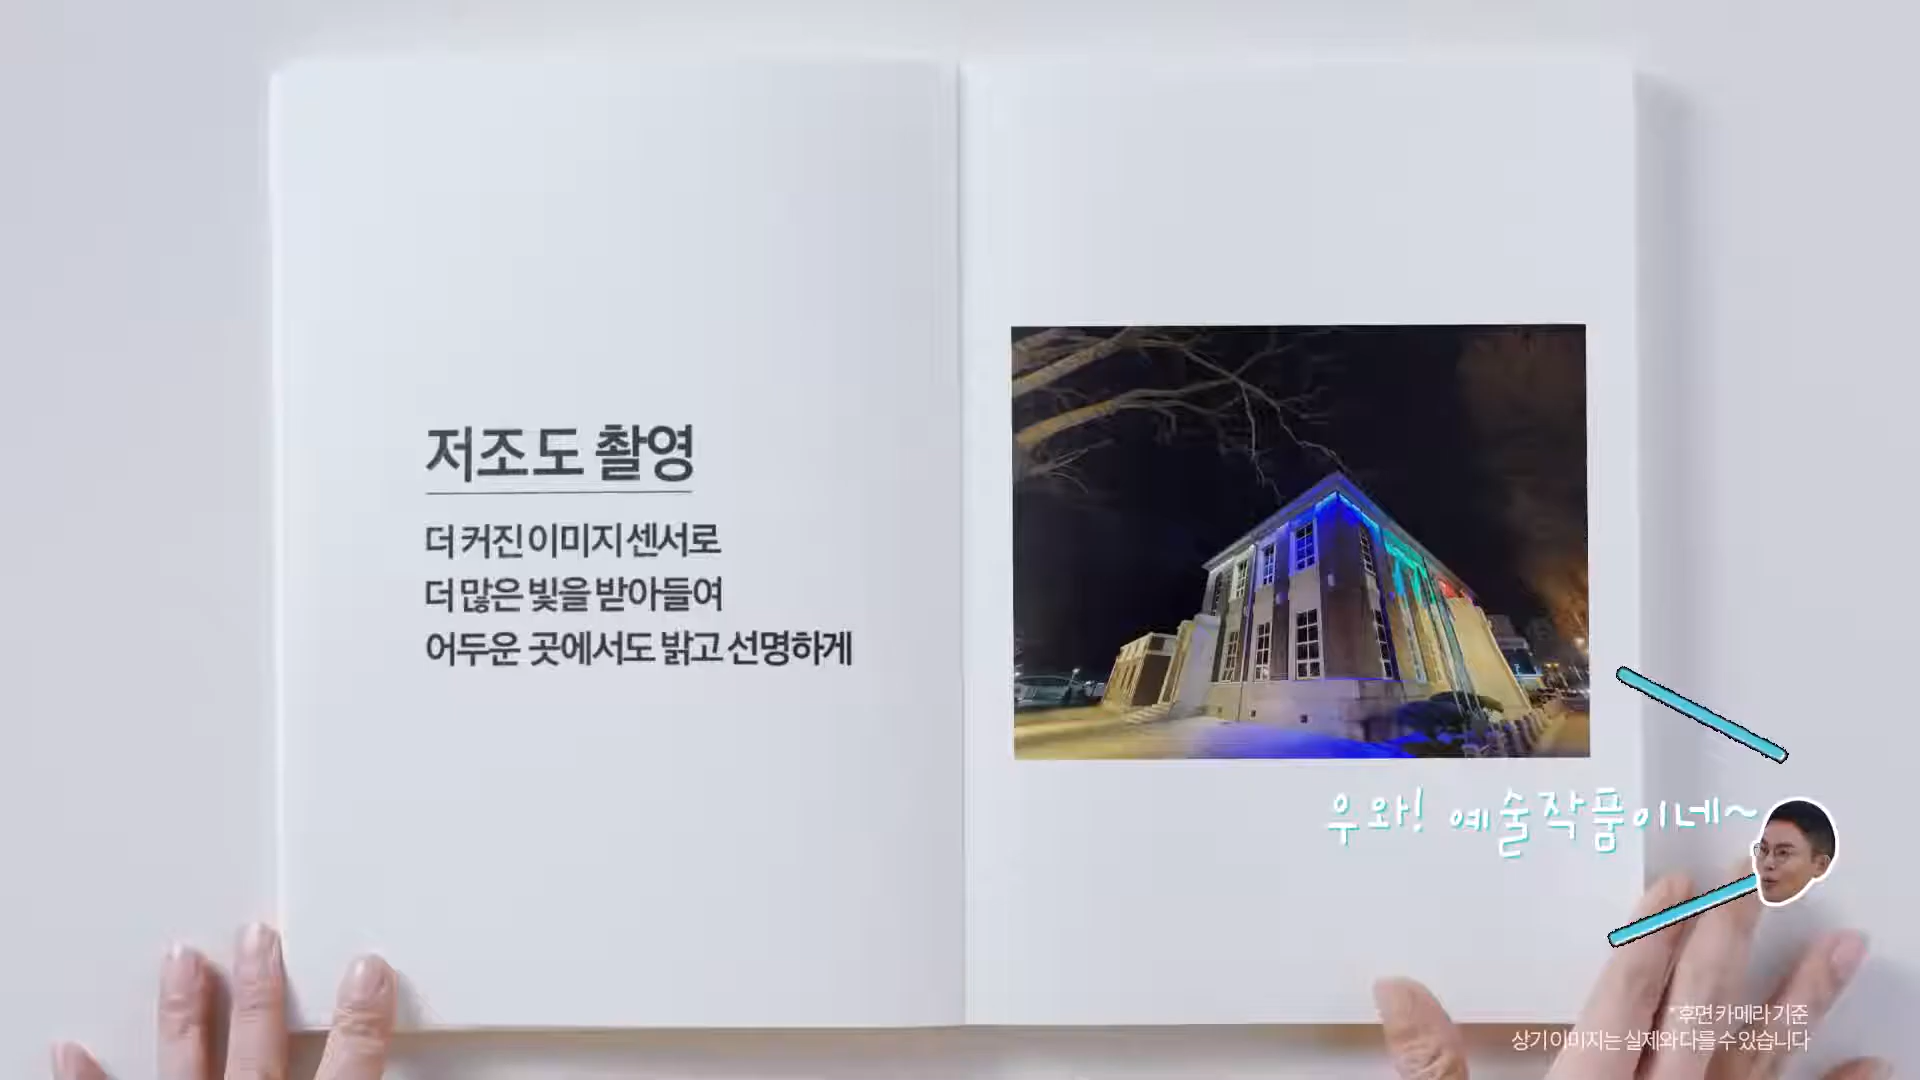 저조도 촬영
더 커진 이미지 센서로
더 많은 빛을 받아들여
어두운 곳에서도 밝고 선명하게
우와! 예술작품이네~
*후면 카메라 기준
상기 이미지는 실제와 다를 수 있습니다